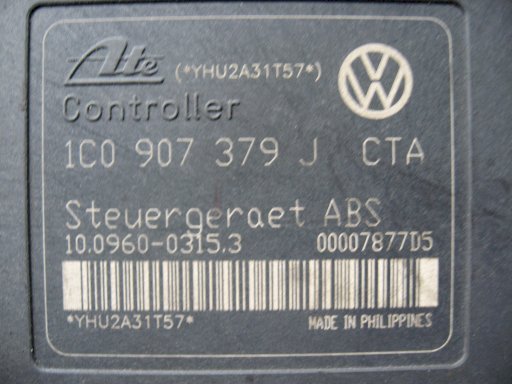 Ate (*YHU2A31T57*)
Controller
1C0 907 379 J CTA
Steuergeraet ABS
10.0960-0315.3 00007877D5
*YHU2A31T57* MADE IN PHILIPPINES